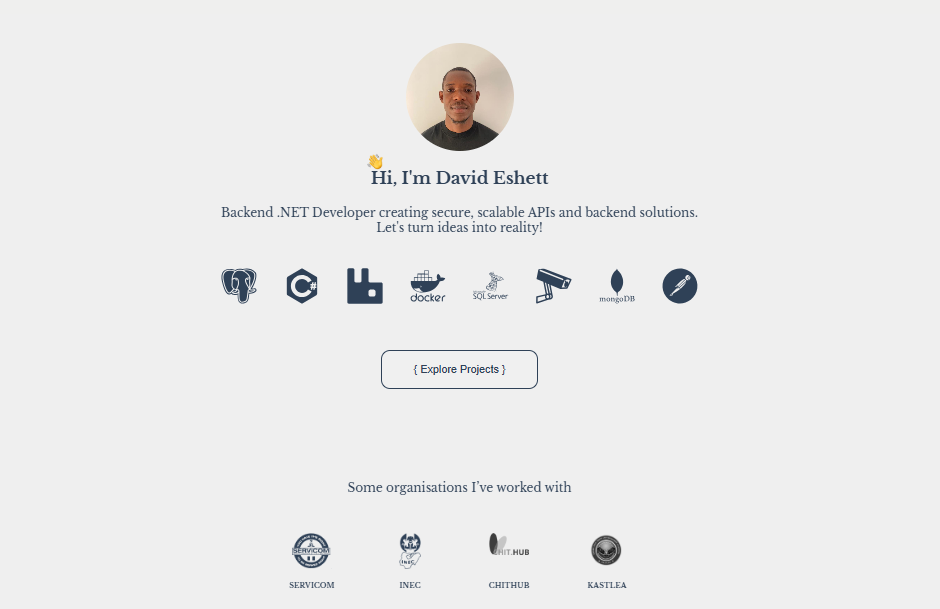 Hi, I'm David Eshett
Backend .NET Developer creating secure, scalable APIs and backend solutions.
Let's turn ideas into reality!
C#
docker
SQL Server
mongoDB
{ Explore Projects }
Some organisations I've worked with
SERVICOM
INEC
CHIT.HUB
SERVICOM
INEC
CHITHUB
KASTLEA